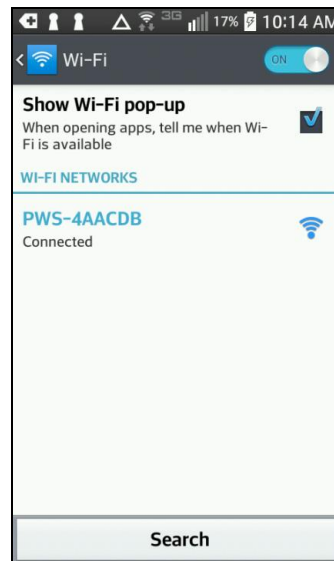 3G 17% 10:14 AM
Wi-Fi ON
Show Wi-Fi pop-up
When opening apps, tell me when Wi-
Fi is available
WI-FI NETWORKS
PWS-4AACDB
Connected
Search